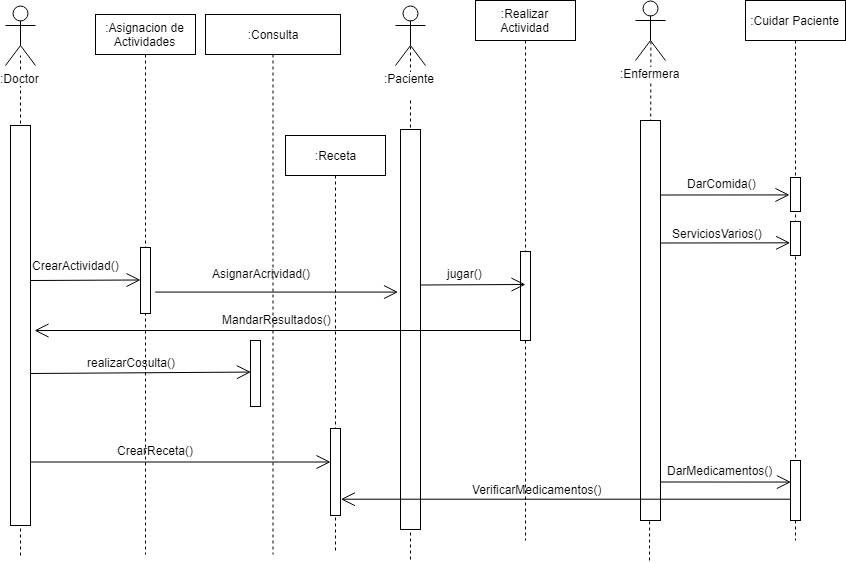 :Doctor
:Asignacion de
Actividades
:Consulta
:Paciente
:Realizar
Actividad
:Enfermera
:Cuidar Paciente
:Receta
DarComida()
ServiciosVarios()
CrearActividad()
AsignarAcrividad()
jugar()
MandarResultados()
realizarCosulta()
CrearReceta()
DarMedicamentos()
VerificarMedicamentos()